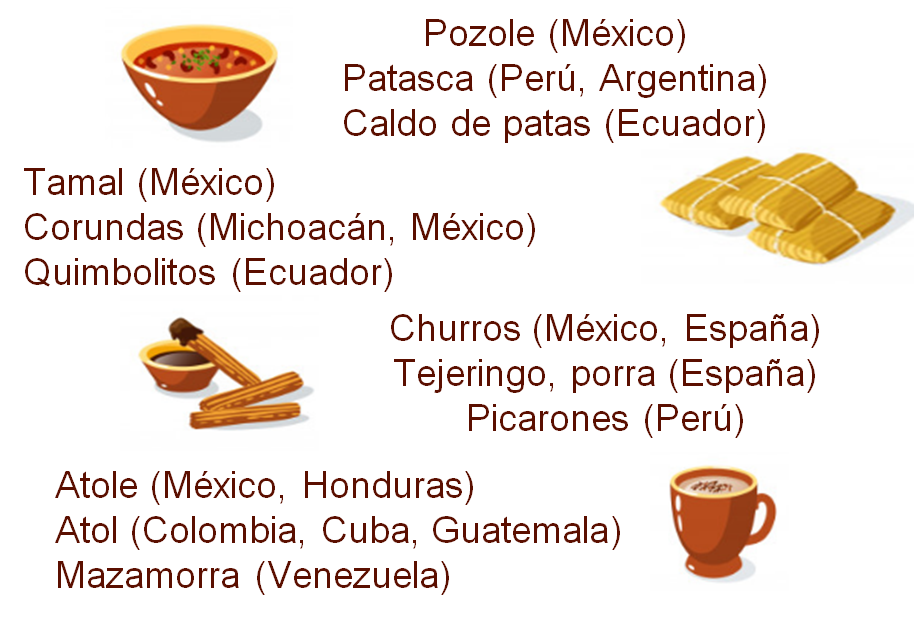 Pozole (México)
Patasca (Perú, Argentina)
Caldo de patas (Ecuador)
Tamal (México)
Corundas (Michoacán, México)
Quimbolitos (Ecuador)
Churros (México, España)
Tejeringo, porra (España)
Picarones (Perú)
Atole (México, Honduras)
Atol (Colombia, Cuba, Guatemala)
Mazamorra (Venezuela)